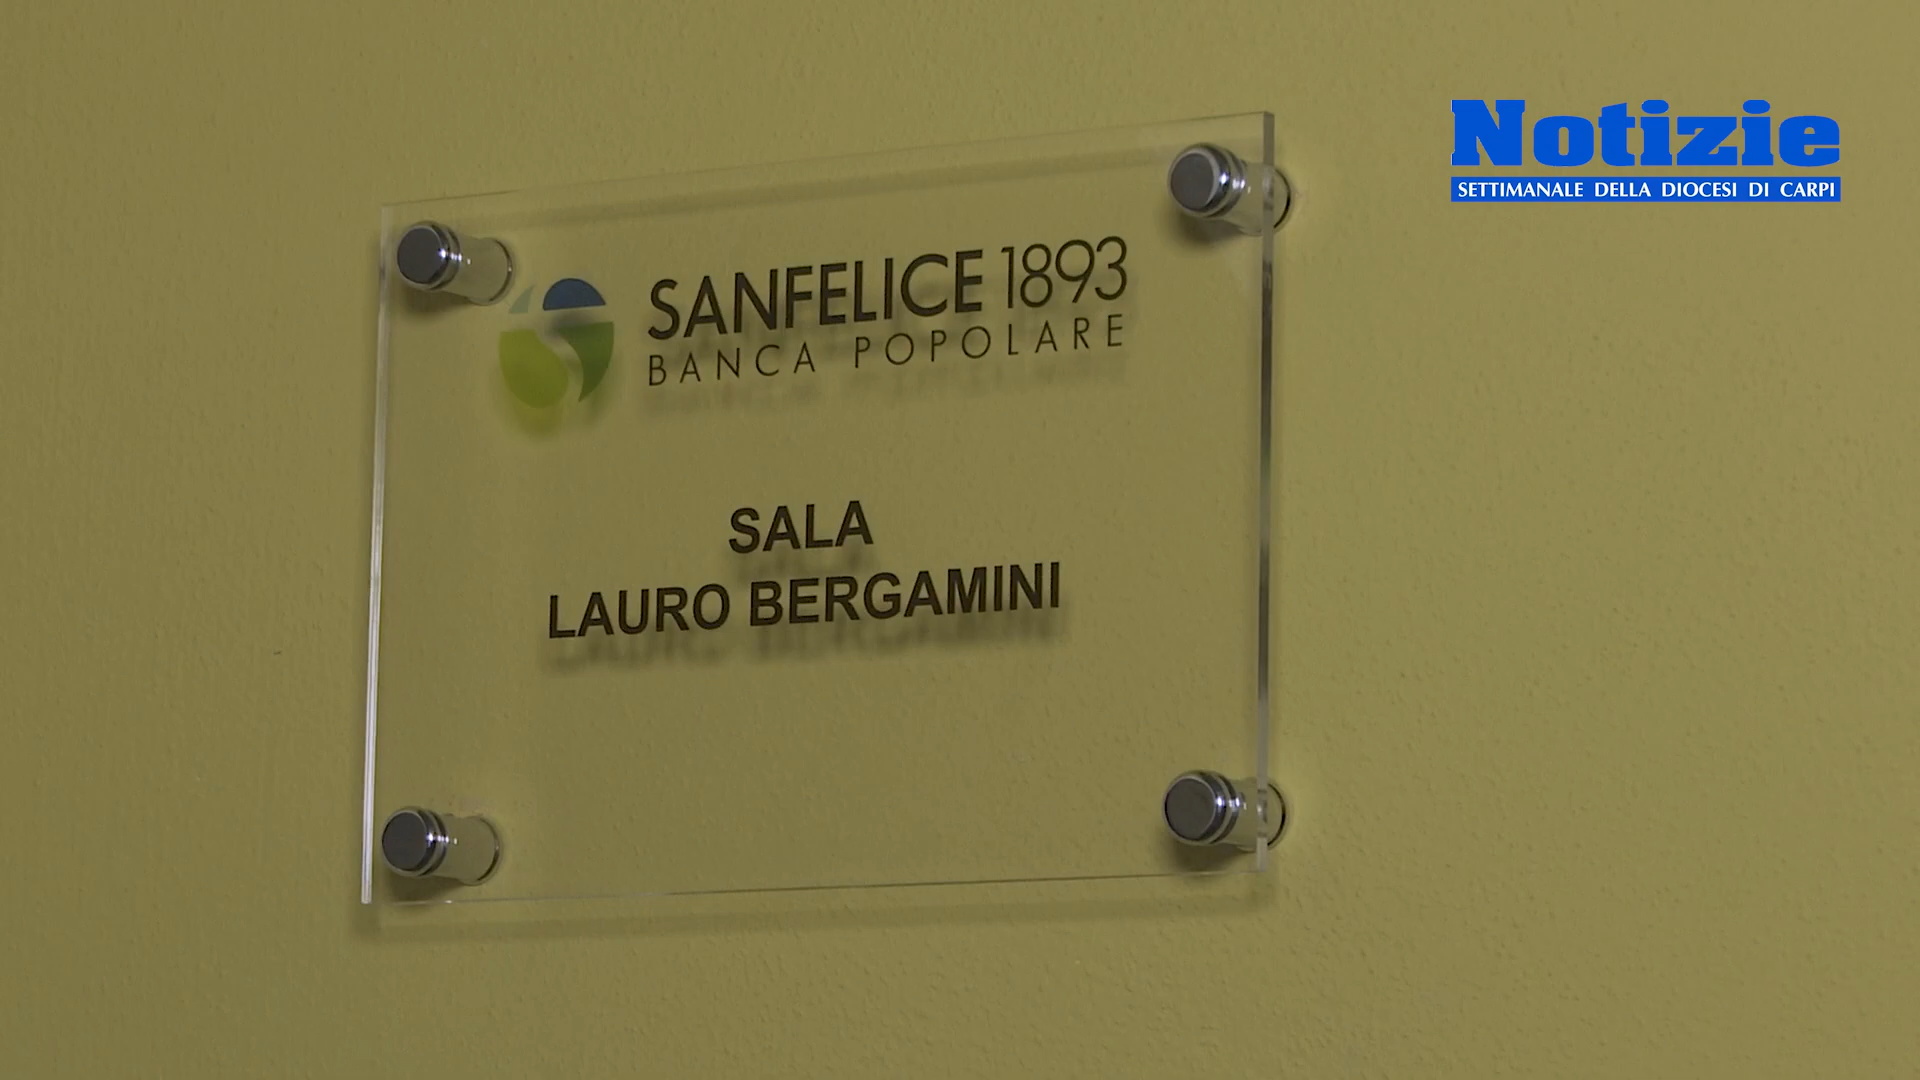 Notizie
SETTIMANALE DELLA DIOCESI DI CARPI
SANFELICE 1893
BANCA POPOLARE
SALA
LAURO BERGAMINI